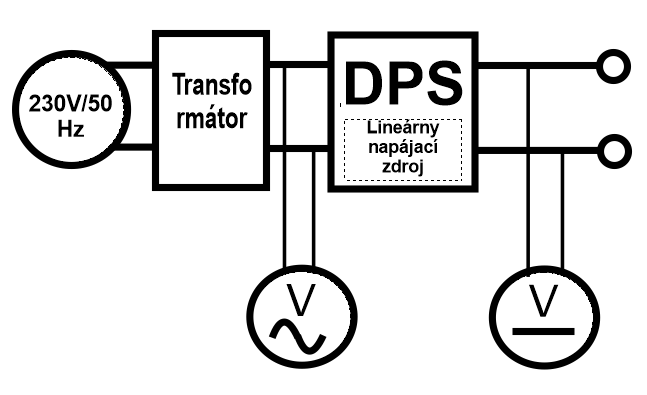 230V/50
Hz
Transfo
rmátor
DPS
Lineárny
napájací
zdroj
V
V